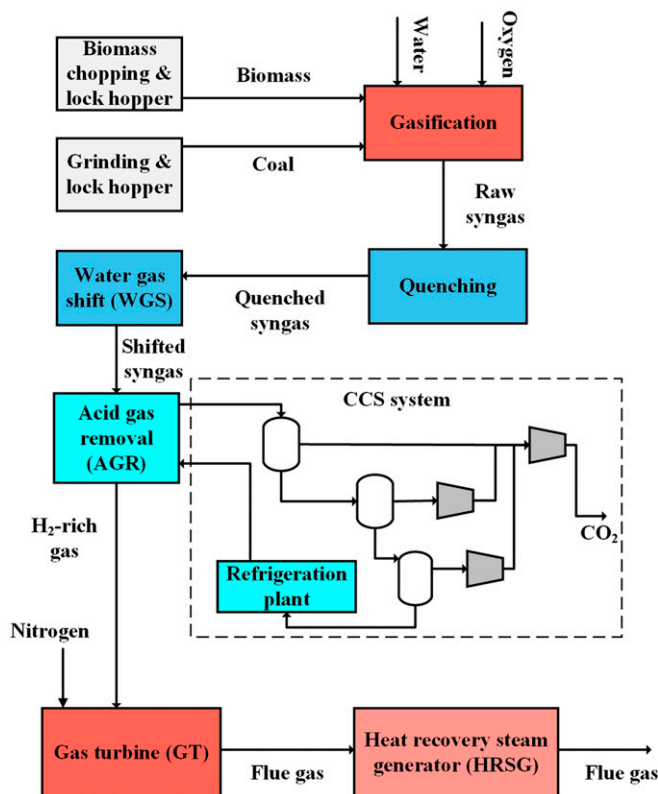 Biomass
chopping &
lock hopper
Biomass
Water
Oxygen
Gasification
Grinding &
lock hopper
Coal
Raw
syngas
Water gas
shift (WGS)
Quenched
syngas
Quenching
Shifted
syngas
Acid gas
removal
(AGR)
CCS system
CO₂
H₂-rich
gas
Refrigeration
plant
Nitrogen
Gas turbine (GT)
Flue gas
Heat recovery steam
generator (HRSG)
Flue gas